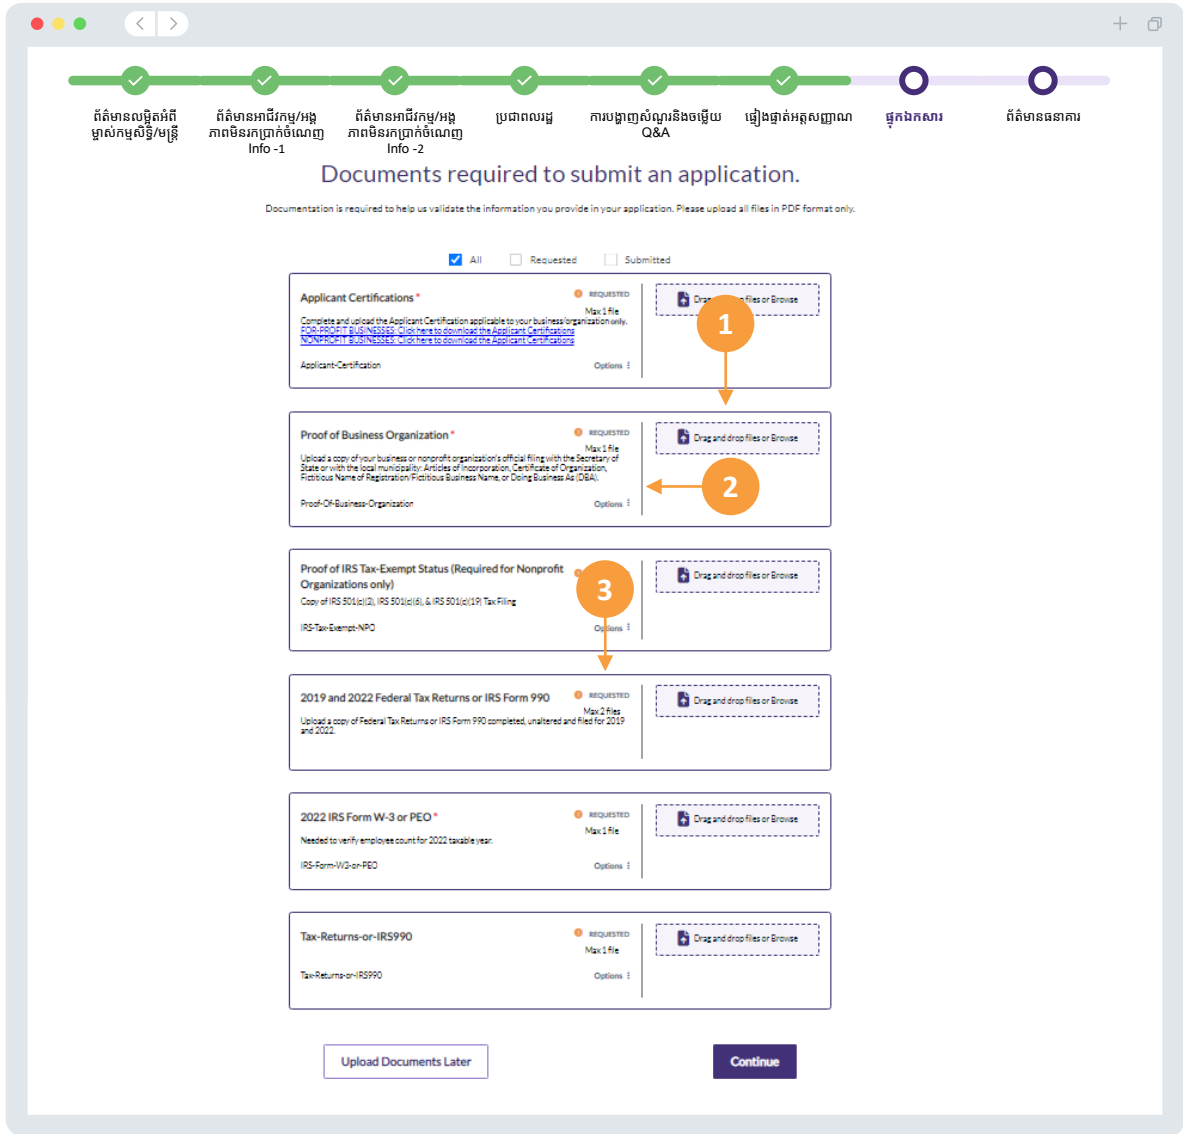 ព័ត៌មានលម្អិតអំពី
ម្ចាស់កម្មសិទ្ធិ/មន្ត្រី
ព័ត៌មានអាជីវកម្ម/អង្គ
ភាពមិនរកប្រាក់ចំណេញ
Info -1
ព័ត៌មានអាជីវកម្ម/អង្គ
ភាពមិនរកប្រាក់ចំណេញ
Info -2
ប្រជាពលរដ្ឋ
ការបង្ហាញសំណួរនិងចម្លើយ
Q&A
ផ្ទៀងផ្ទាត់អត្តសញ្ញាណ
ផ្ទុកឯកសារ
ព័ត៌មានធនាគារ
Documents required to submit an application.
Documentation is required to help us validate the information you provide in your application. Please upload all files in PDF format only.
All
Requested
Submitted
Applicant Certifications *
REQUESTED
Max 1 file
Complete and upload the Applicant Certification applicable to your business/organization only.
FOR-PROFIT BUSINESSES: Click here to download the Applicant Certifications
NONPROFIT BUSINESSES: Click here to download the Applicant Certifications
Applicant-Certification
Options
Drag files or Browse
1
Proof of Business Organization *
REQUESTED
Max 1 file
Upload a copy of your business or nonprofit organization's official filing with the Secretary of
State or with the local municipality: Articles of Incorporation, Certificate of Organization,
Fictitious Name of Registration/Fictitious Business Name, or Doing Business As (DBA).
Proof-Of-Business-Organization
Options
Drag and drop files or Browse
2
Proof of IRS Tax-Exempt Status (Required for Nonprofit
Organizations only)
Copy of IRS 501(c)(3), IRS 501(c)(6), & IRS 501(c)(19) Tax Filing
IRS-Tax-Exempt-NPO
Options
Drag and drop files or Browse
3
2019 and 2022 Federal Tax Returns or IRS Form 990
REQUESTED
Max 2 files
Upload a copy of Federal Tax Returns or IRS Form 990 completed, unaltered and filed for 2019
and 2022.
Drag and drop files or Browse
2022 IRS Form W-3 or PEO *
REQUESTED
Max 1 file
Needed to verify employee count for 2022 taxable year.
IRS-Form-W3-or-PEO
Options
Drag and drop files or Browse
Tax-Returns-or-IRS990
REQUESTED
Max 1 file
Tax-Returns-or-IRS990
Options
Drag and drop files or Browse
Upload Documents Later
Continue